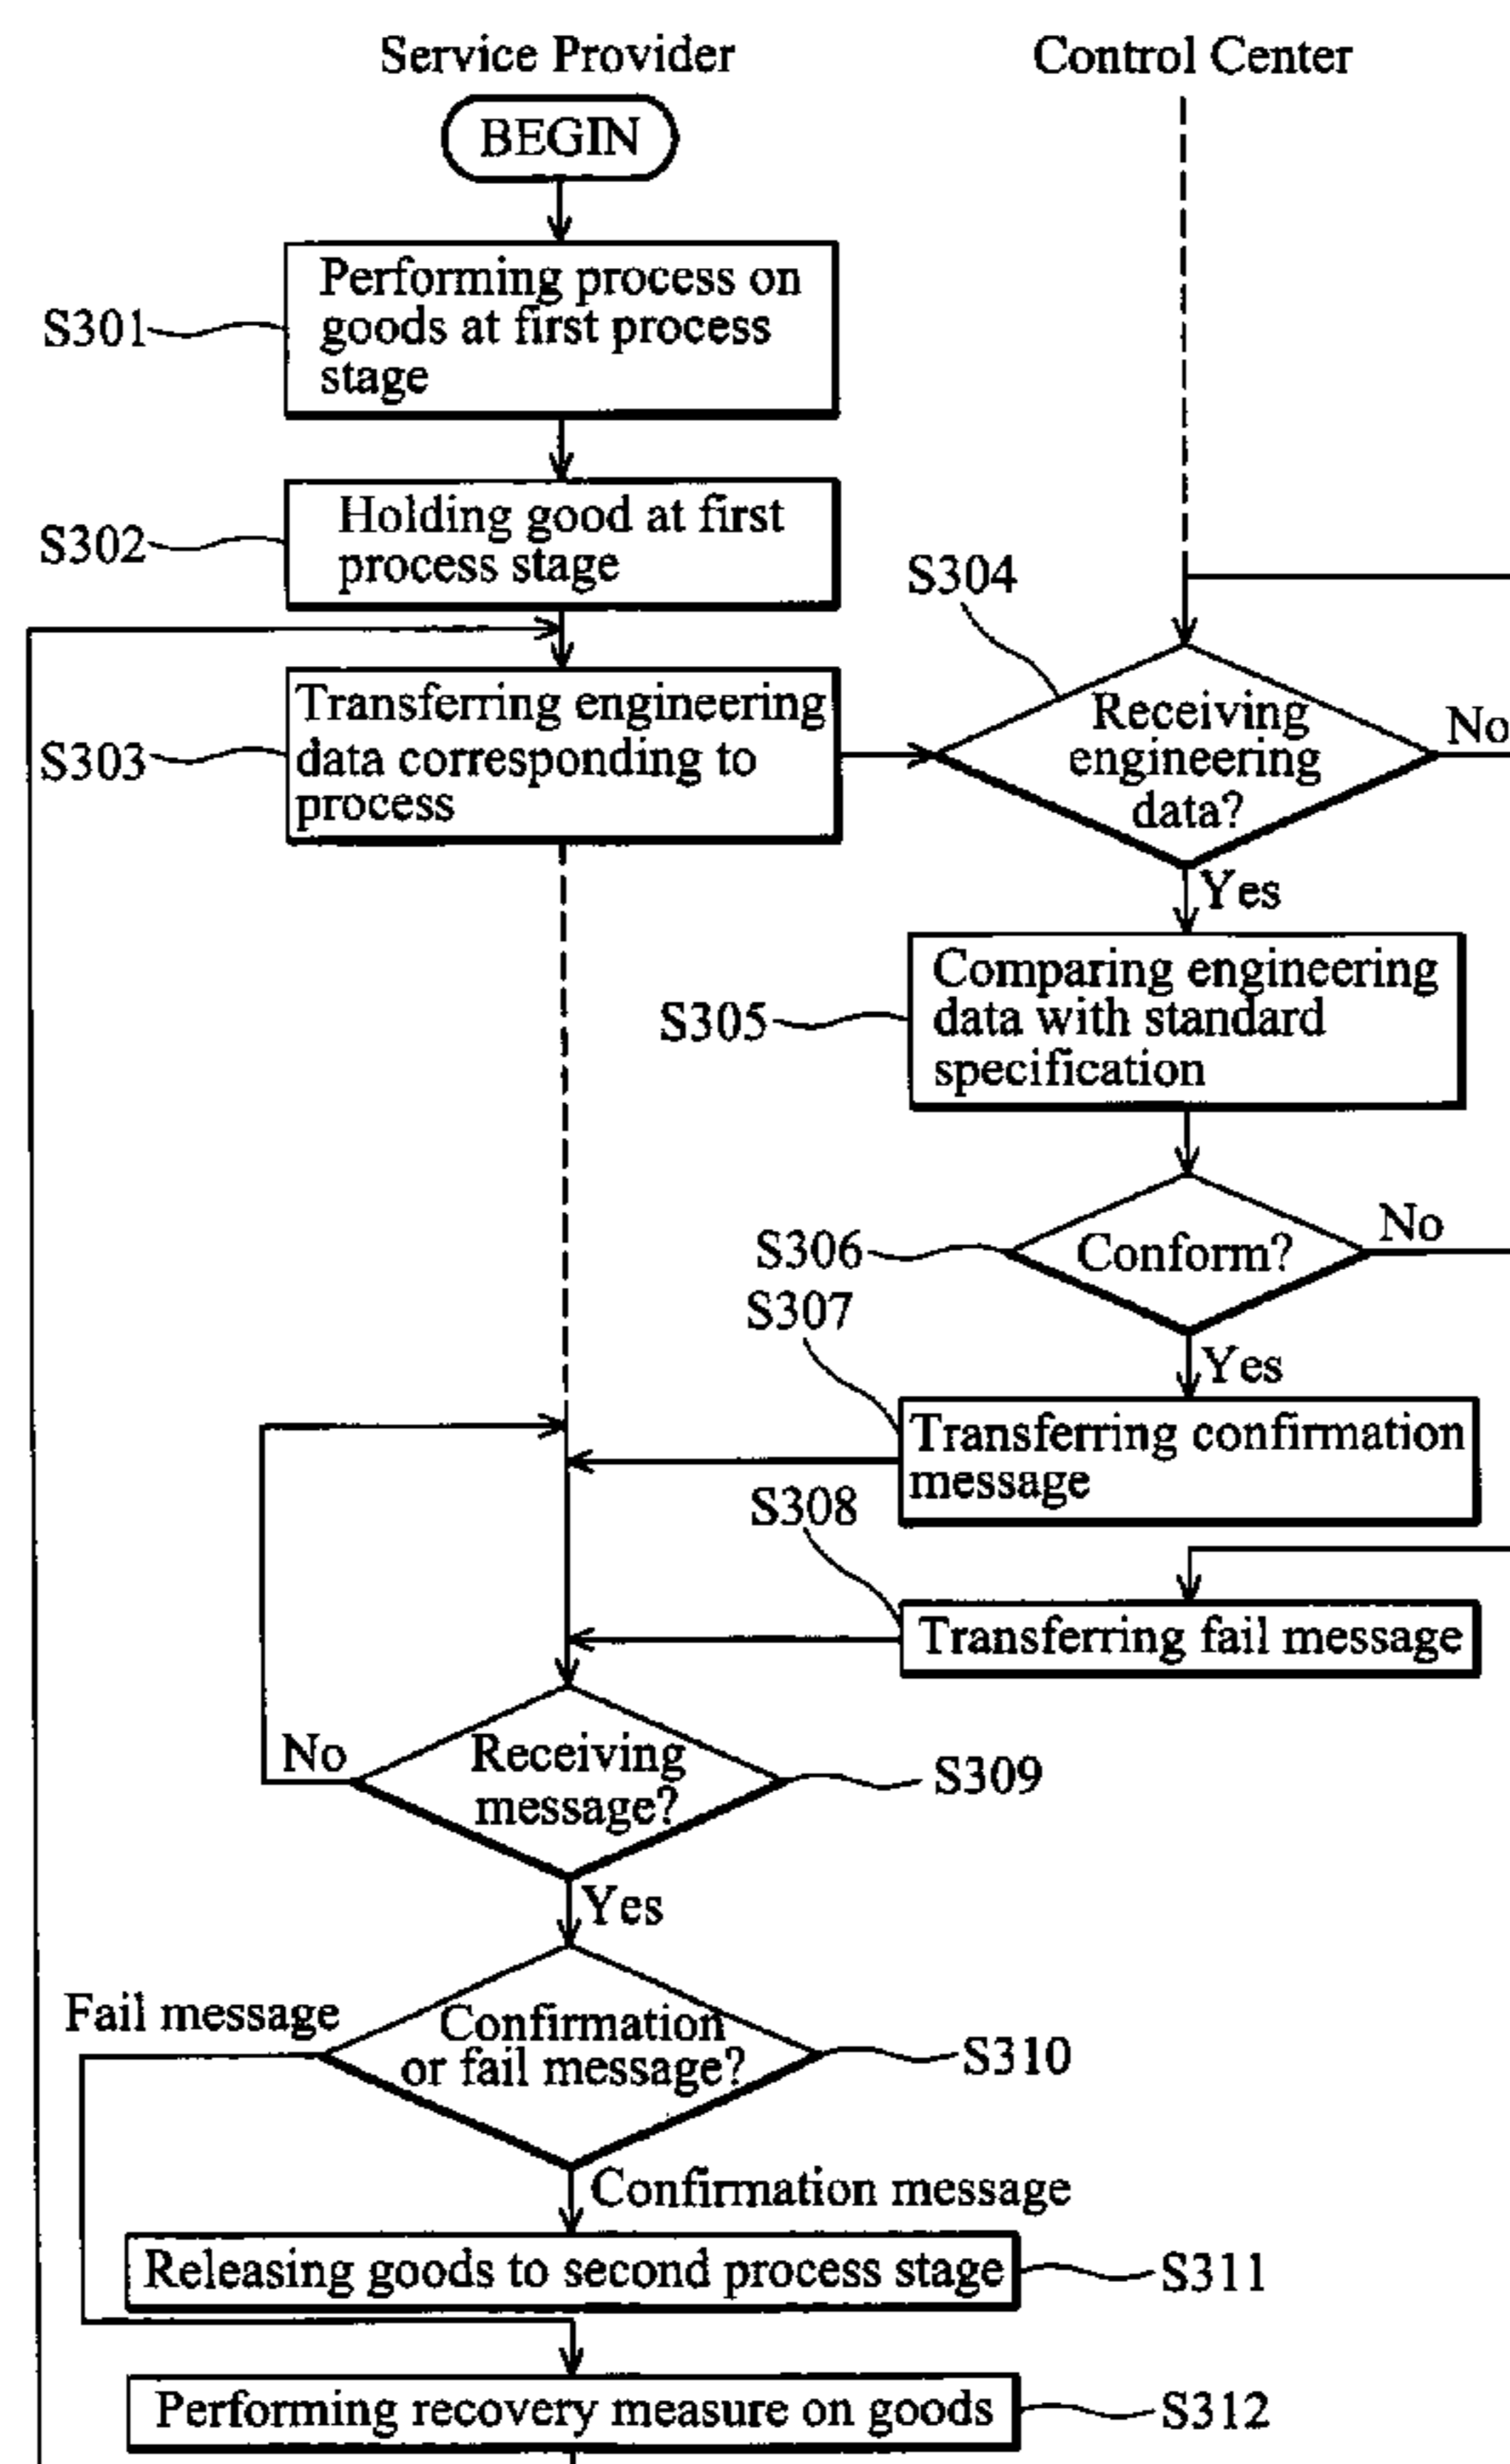 Service Provider
Control Center
BEGIN
Performing process on
goods at first process
stage
S301
Holding good at first
process stage
S302
S304
Transferring engineering
data corresponding to
process
S303
Receiving
engineering
data?
No
Yes
Comparing engineering
data with standard
specification
S305
Conform?
S306
No
S307
Yes
Transferring confirmation
message
S308
Transferring fail message
Receiving
message?
No
S309
Yes
Fail message
Confirmation
or fail message?
S310
Confirmation message
Releasing goods to second process stage
S311
Performing recovery measure on goods
S312